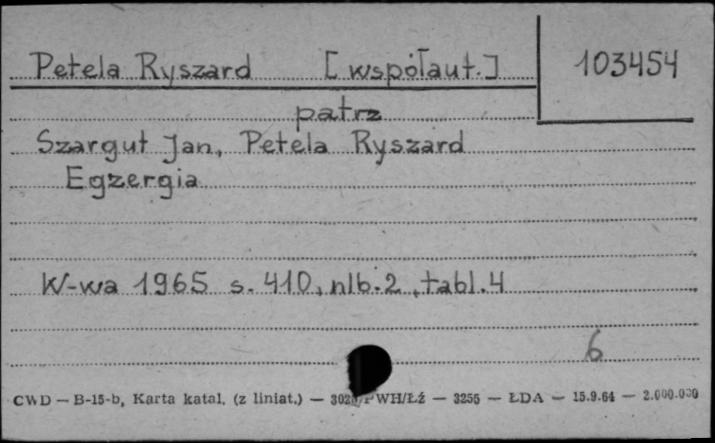 Petela Ryszard [współaut.] 103454
patrz
Szargut Jan, Petela Ryszard
Egzergia
W-wa 1965 s. 410, nlb. 2, tabl. 4
6
CWD — B-15-b, Karta katal. (z liniat.) — WH/Łź — 3255 — ŁDA — 15.9.64 — 2.000.000